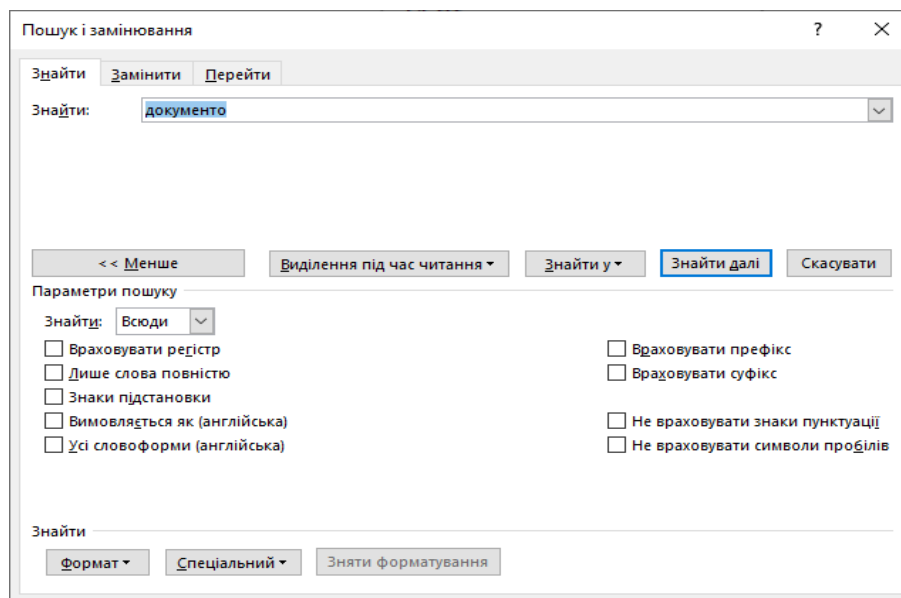 Пошук і замінювання ?
Знайти Замінити Перейти
Знайти: документо
<< Менше Виділення під час читання Знайти у Знайти далі Скасувати
Параметри пошуку
Знайти: Всюди
Враховувати регістр Враховувати префікс
Лише слова повністю Враховувати суфікс
Знаки підстановки
Вимовляється як (англійська) Не враховувати знаки пунктуації
Усі словоформи (англійська) Не враховувати символи пробілів
Знайти
Формат Спеціальний Зняти форматування